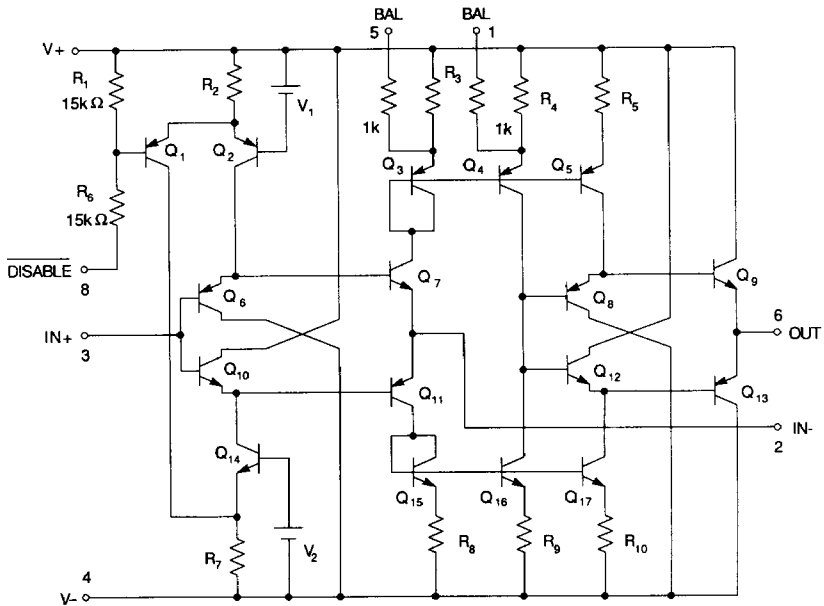 BAL BAL
5 1
V+
R1
15kΩ
R2
V1
R3
1k
R4
1k
R5
Q1
Q2
Q3
Q4
Q5
R6
15kΩ
DISABLE
8
Q6
Q7
Q8
Q9
6
OUT
IN+
3
Q10
Q11
Q12
Q13
IN-
2
Q14
Q15
Q16
Q17
V2
R7
R8
R9
R10
4
V-